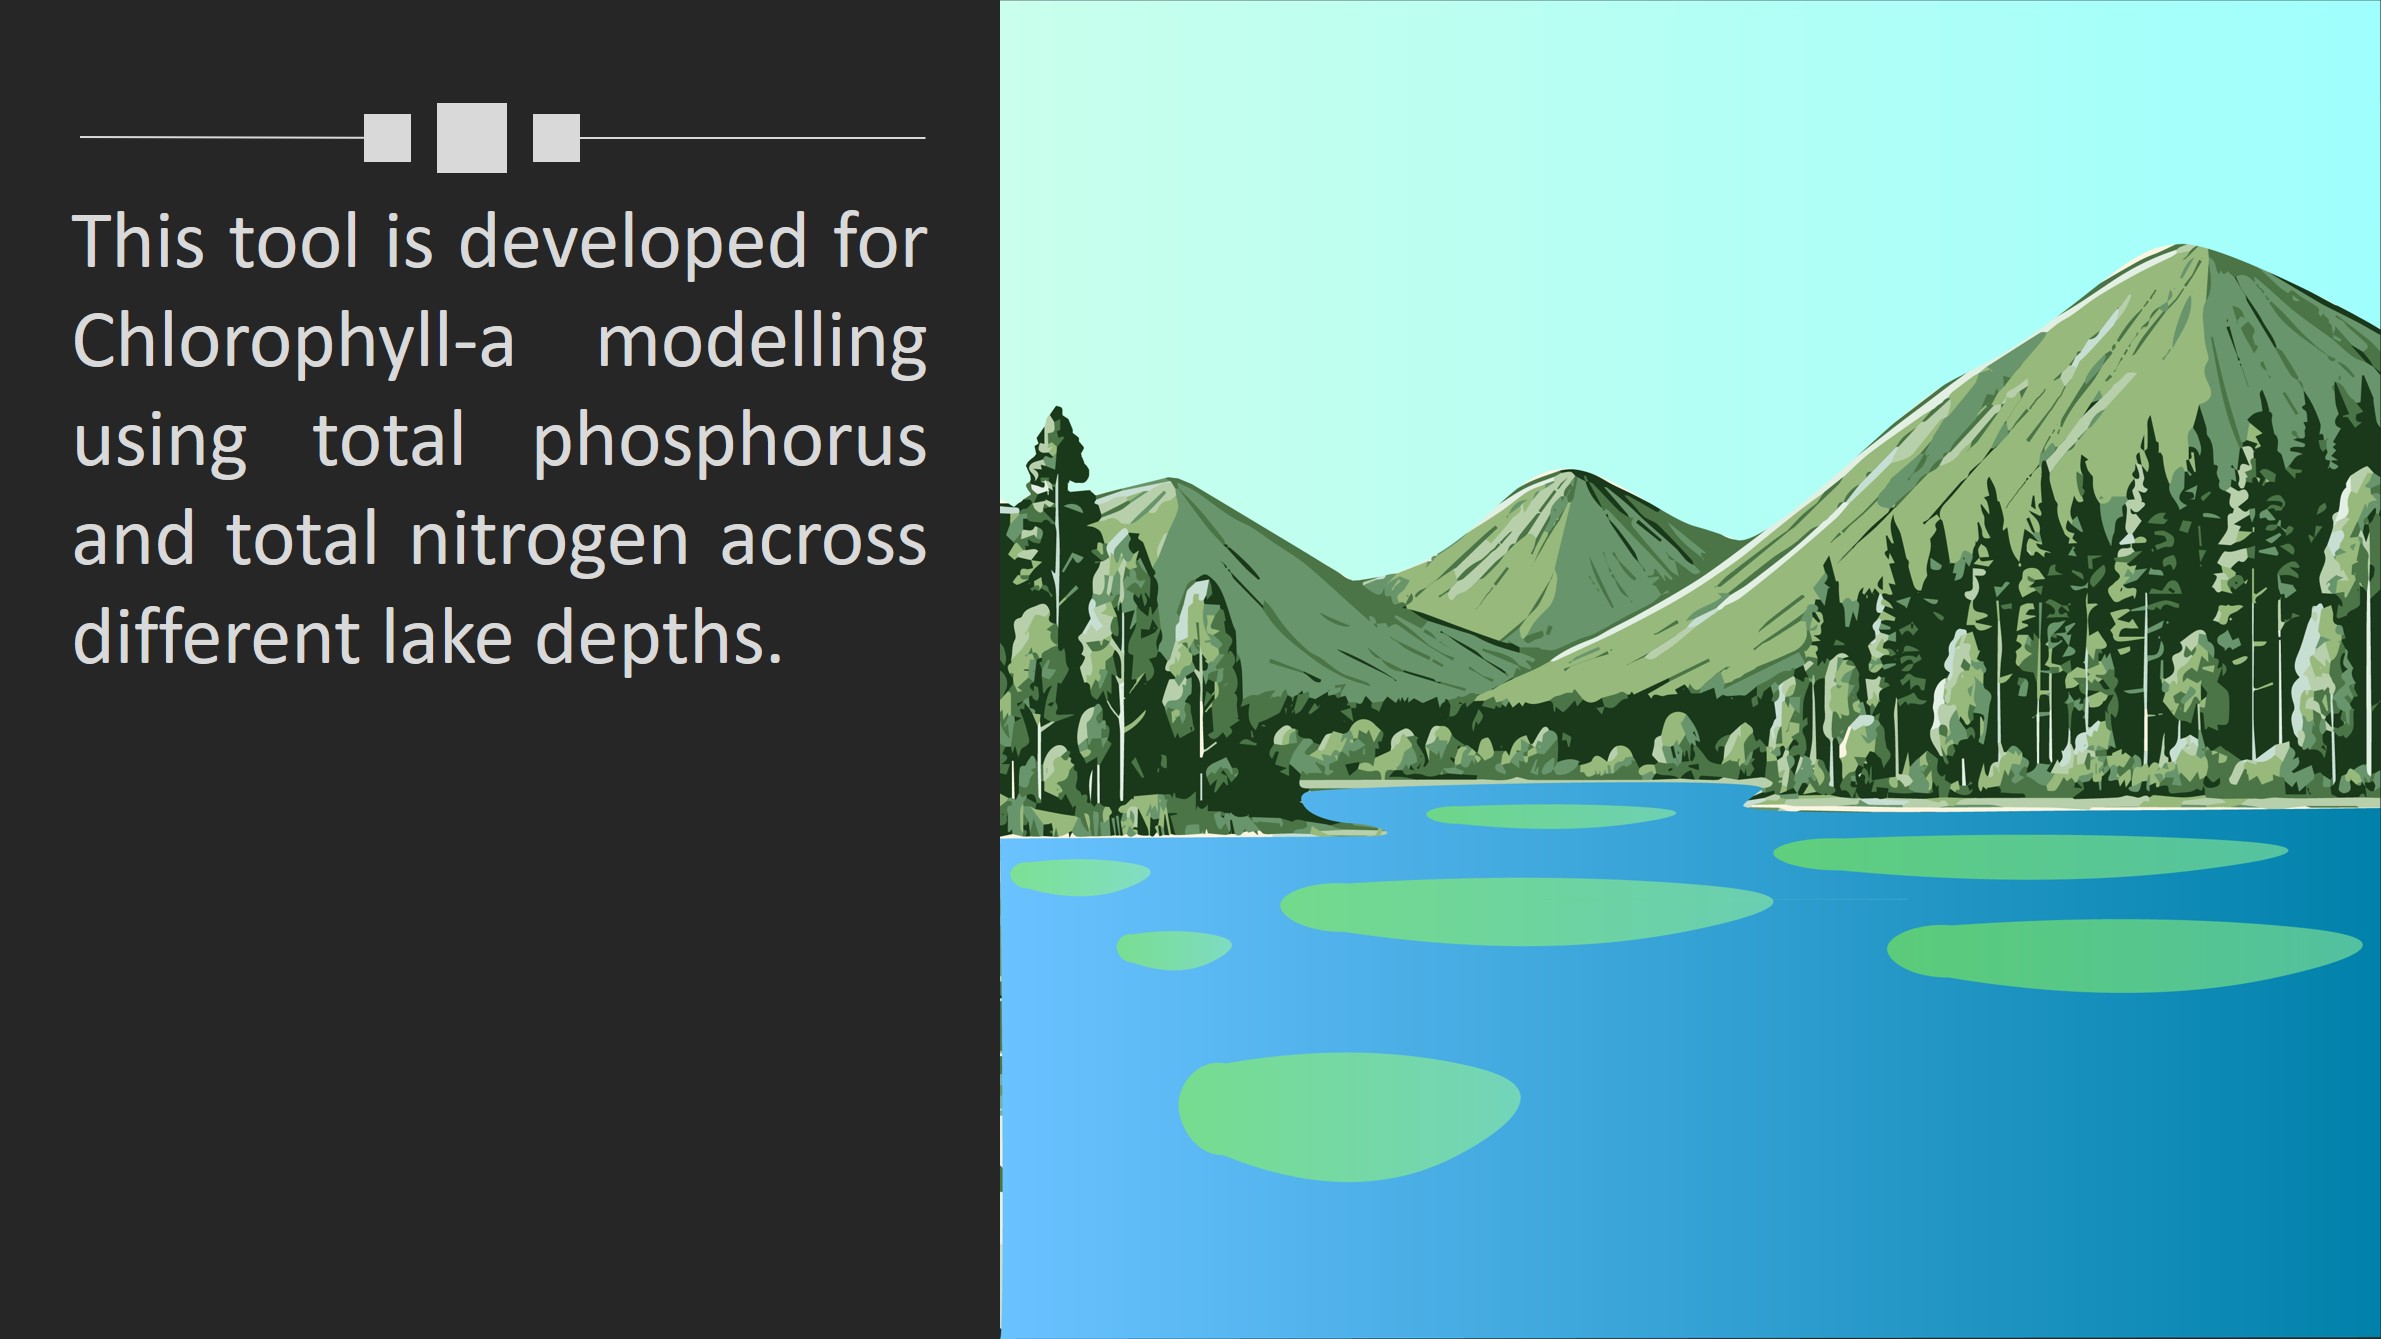 This tool is developed for
Chlorophyll-a modelling
using total phosphorus
and total nitrogen across
different lake depths.